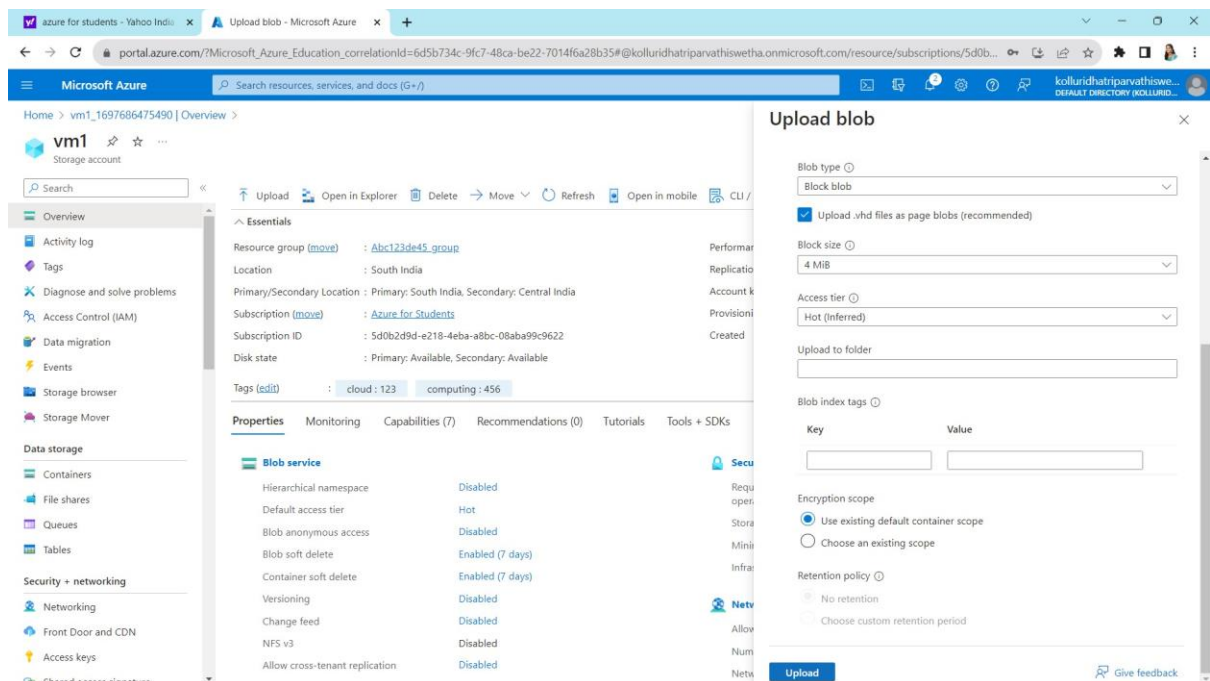 azure for students - Yahoo India
Upload blob - Microsoft Azure
portal.azure.com/?Microsoft_Azure_Education_correlationId=6d5b734c-9fc7-48ca-be22-7014f6a28b35#@kolluridhatriparvathiswetha.onmicrosoft.com/resource/subscriptions/5d0b...
Microsoft Azure
Search resources, services, and docs (G+/)
2
kolluridhatriparvathiswe...
DEFAULT DIRECTORY (KOLLURID...
Home > vm1_1697686475490 | Overview >
vm1
Storage account
Search
Overview
Activity log
Tags
Diagnose and solve problems
Access Control (IAM)
Data migration
Events
Storage browser
Storage Mover
Data storage
Containers
File shares
Queues
Tables
Security + networking
Networking
Front Door and CDN
Access keys
Shared access signature
Upload Open in Explorer Delete Move Refresh Open in mobile CLI /
Essentials
Resource group (move) : Abc123de45_group
Location : South India
Primary/Secondary Location : Primary: South India, Secondary: Central India
Subscription (move) : Azure for Students
Subscription ID : 5d0b2d9d-e218-4eba-a8bc-08aba99c9622
Disk state : Primary: Available, Secondary: Available
Tags (edit) : cloud : 123 computing : 456
Performar
Replicatio
Account k
Provisioni
Created
Properties Monitoring Capabilities (7) Recommendations (0) Tutorials Tools + SDKs
Blob service
Hierarchical namespace Disabled
Default access tier Hot
Blob anonymous access Disabled
Blob soft delete Enabled (7 days)
Container soft delete Enabled (7 days)
Versioning Disabled
Change feed Disabled
NFS v3 Disabled
Allow cross-tenant replication Disabled
Secu
Requ
oper
Stora
Mini
Infra
Netw
Allow
Num
Netw
Upload blob
Blob type
Block blob
Upload .vhd files as page blobs (recommended)
Block size
4 MiB
Access tier
Hot (Inferred)
Upload to folder
Blob index tags
Key Value
Encryption scope
Use existing default container scope
Choose an existing scope
Retention policy
No retention
Choose custom retention period
Upload
Give feedback